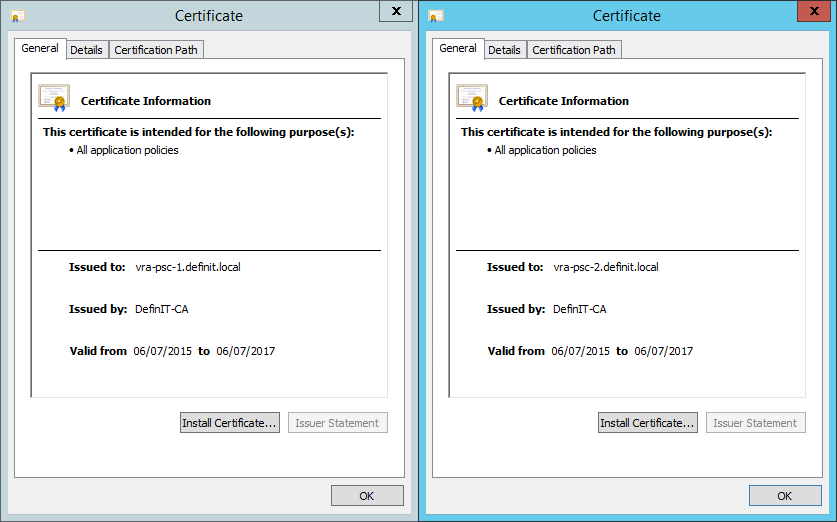 Certificate
x
General
Details
Certification Path
Certificate Information
This certificate is intended for the following purpose(s):
• All application policies
Issued to: vra-psc-1.definit.local
Issued by: DefinIT-CA
Valid from 06/07/2015 to 06/07/2017
Install Certificate...
Issuer Statement
OK
Certificate
x
General
Details
Certification Path
Certificate Information
This certificate is intended for the following purpose(s):
• All application policies
Issued to: vra-psc-2.definit.local
Issued by: DefinIT-CA
Valid from 06/07/2015 to 06/07/2017
Install Certificate...
Issuer Statement
OK